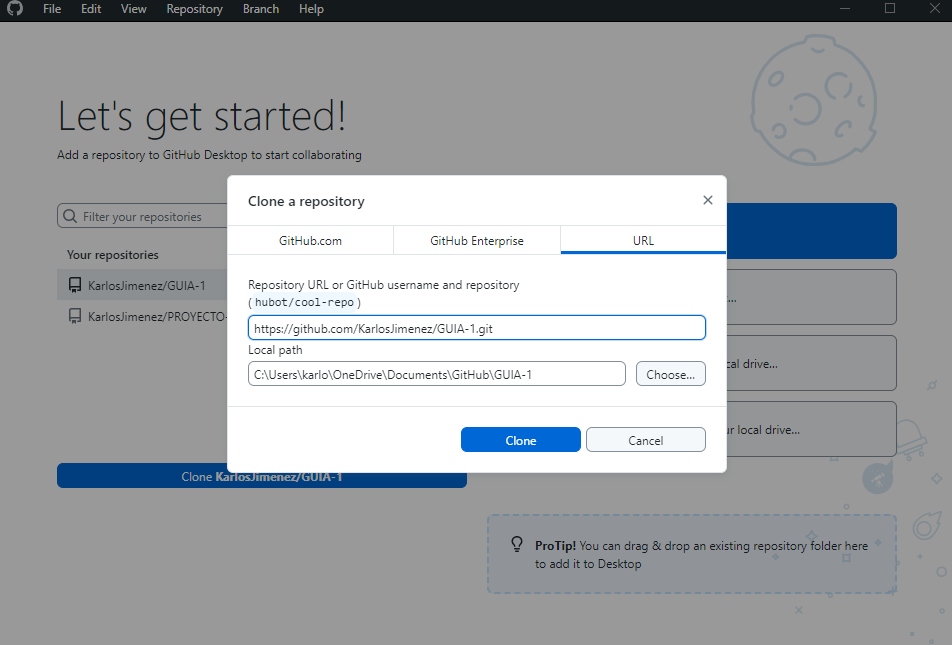 File Edit View Repository Branch Help
Let's get started!
Add a repository to GitHub Desktop to start collaborating
Filter your repositories
Your repositories
KarlosJimenez/GUIA-1
KarlosJimenez/PROYECTO-
Clone KarlosJimenez/GUIA-1
Clone a repository
GitHub.com GitHub Enterprise URL
Repository URL or GitHub username and repository
(hubot/cool-repo)
https://github.com/KarlosJimenez/GUIA-1.git
Local path
C:\Users\karlo\OneDrive\Documents\GitHub\GUIA-1
Choose...
Clone Cancel
...
cal drive...
r local drive...
ProTip! You can drag & drop an existing repository folder here
to add it to Desktop